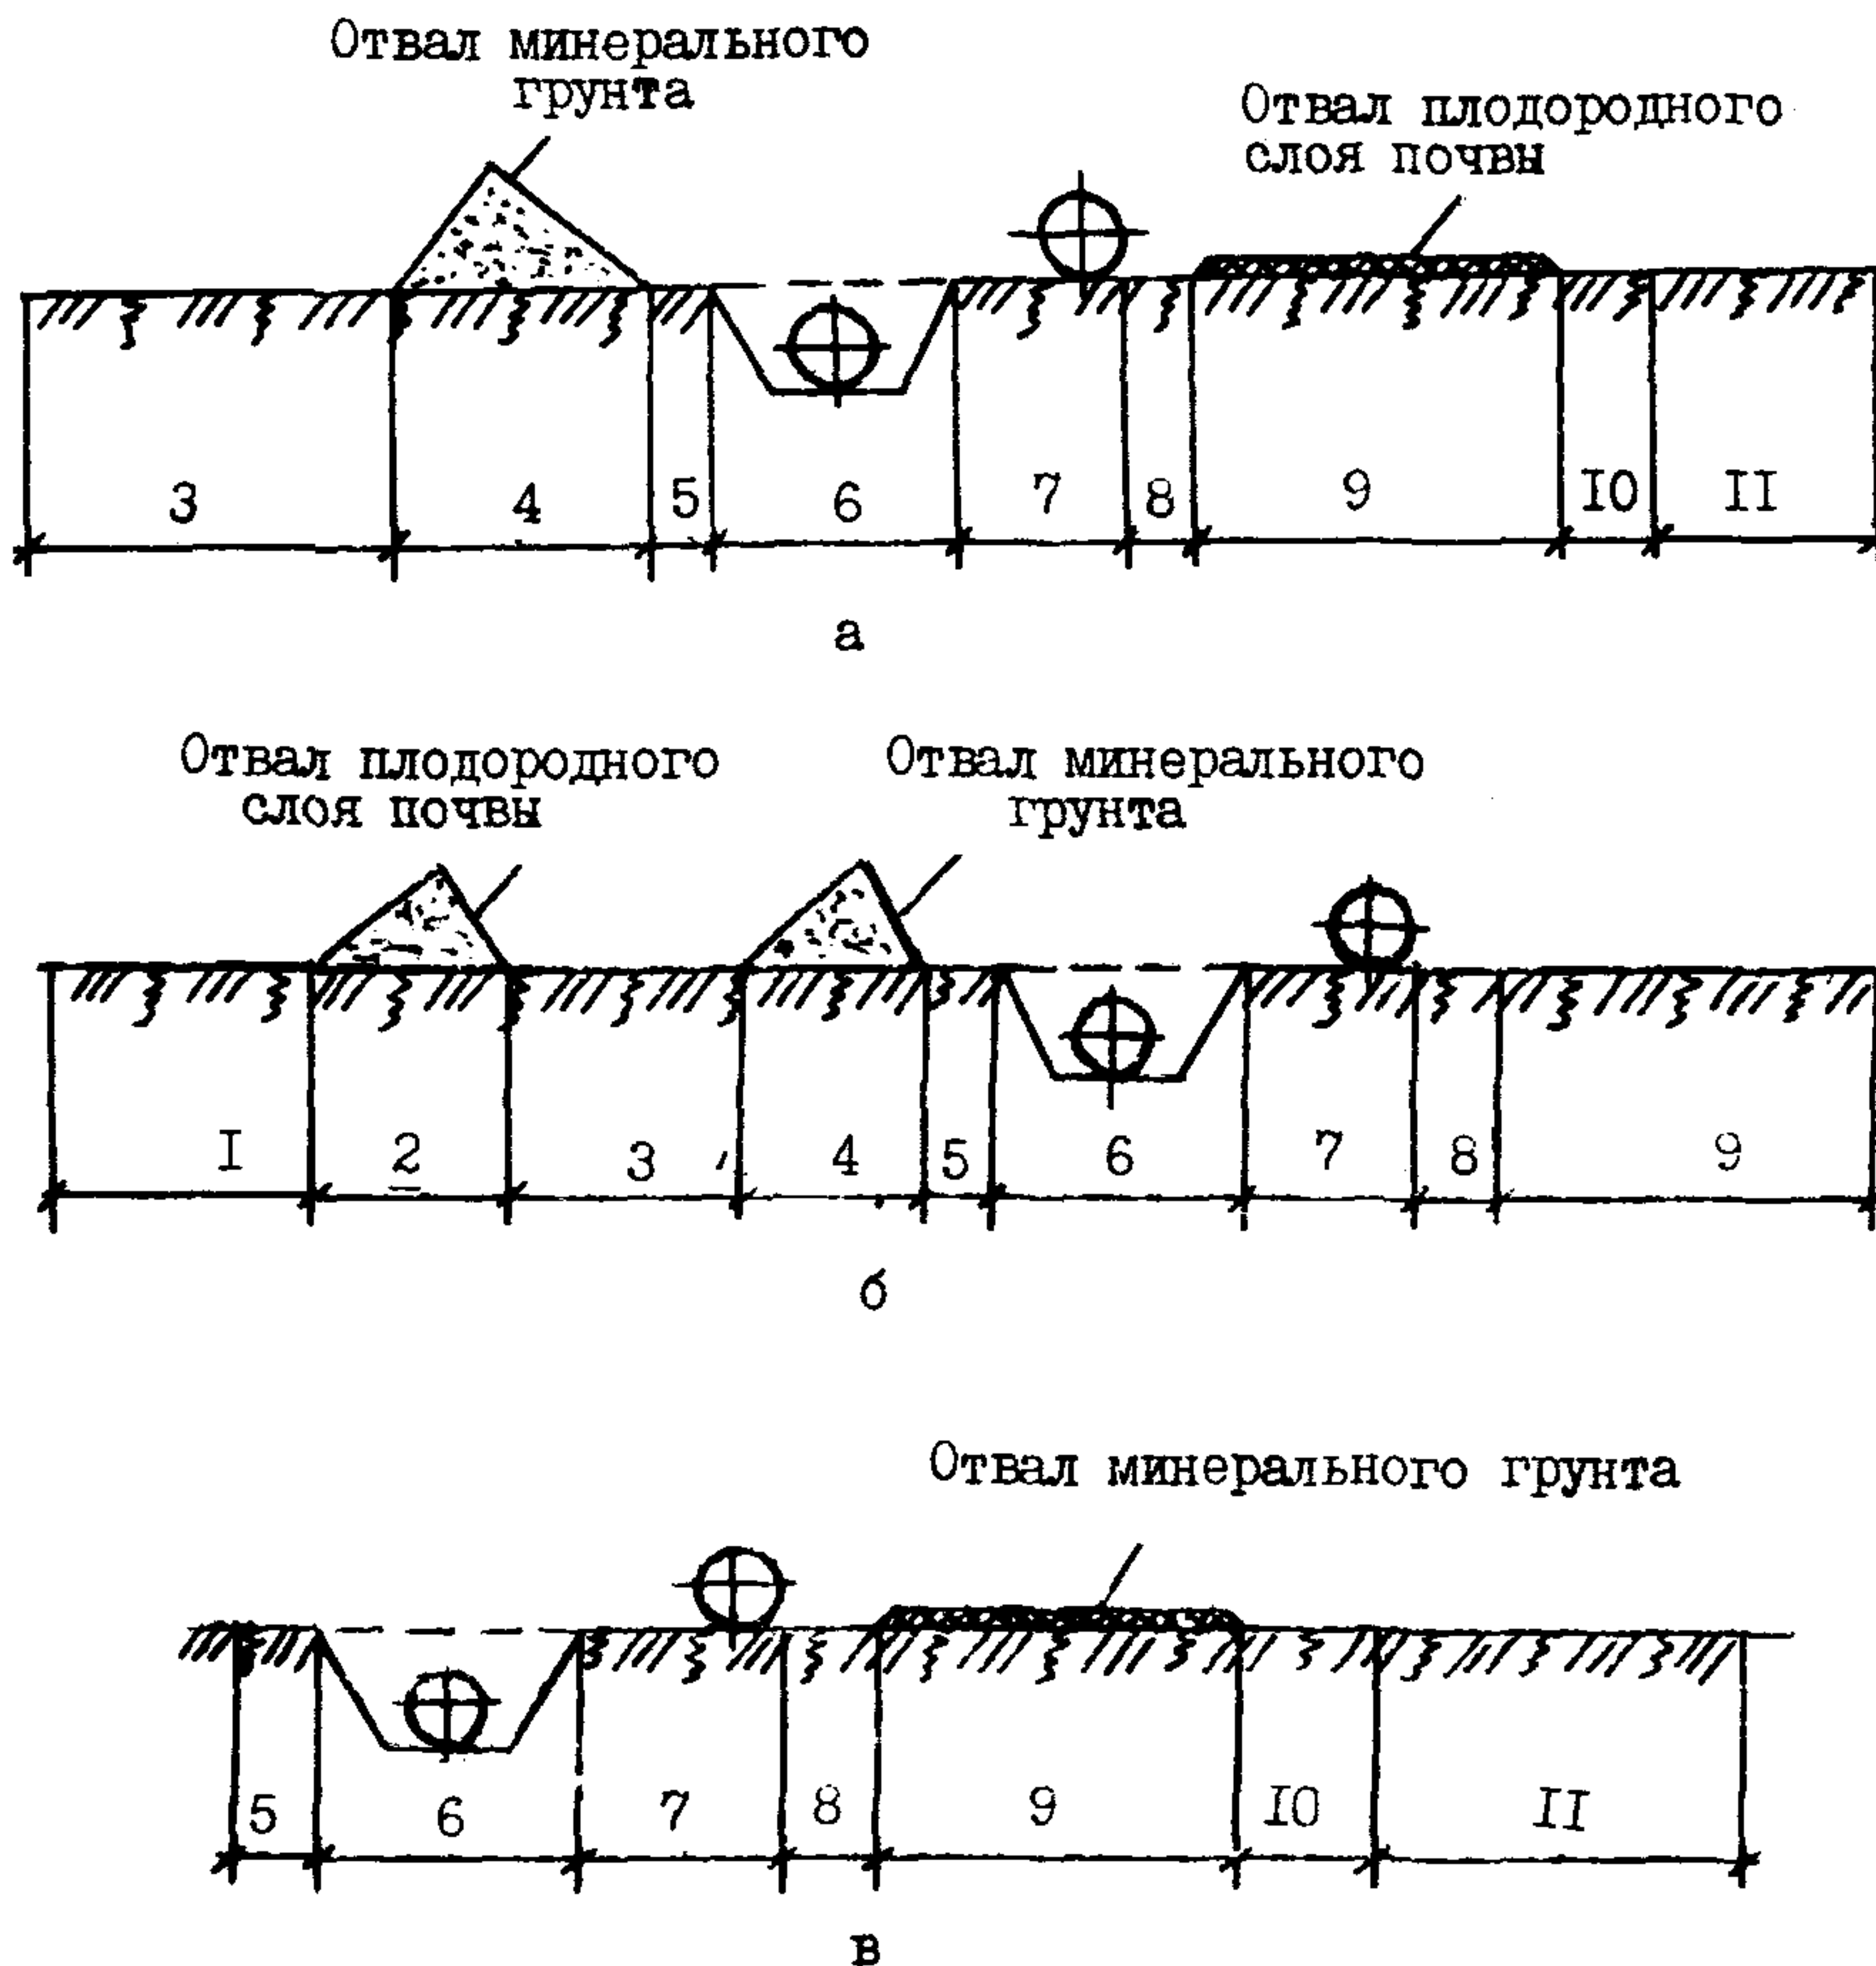 Отвал минерального
грунта
Отвал плодородного
слоя почвы
3 4 5 6 7 8 9 10 11
а
Отвал плодородного
слоя почвы
Отвал минерального
грунта
I 2 3 4 5 6 7 8 9
б
Отвал минерального грунта
5 6 7 8 9 I0 II
в